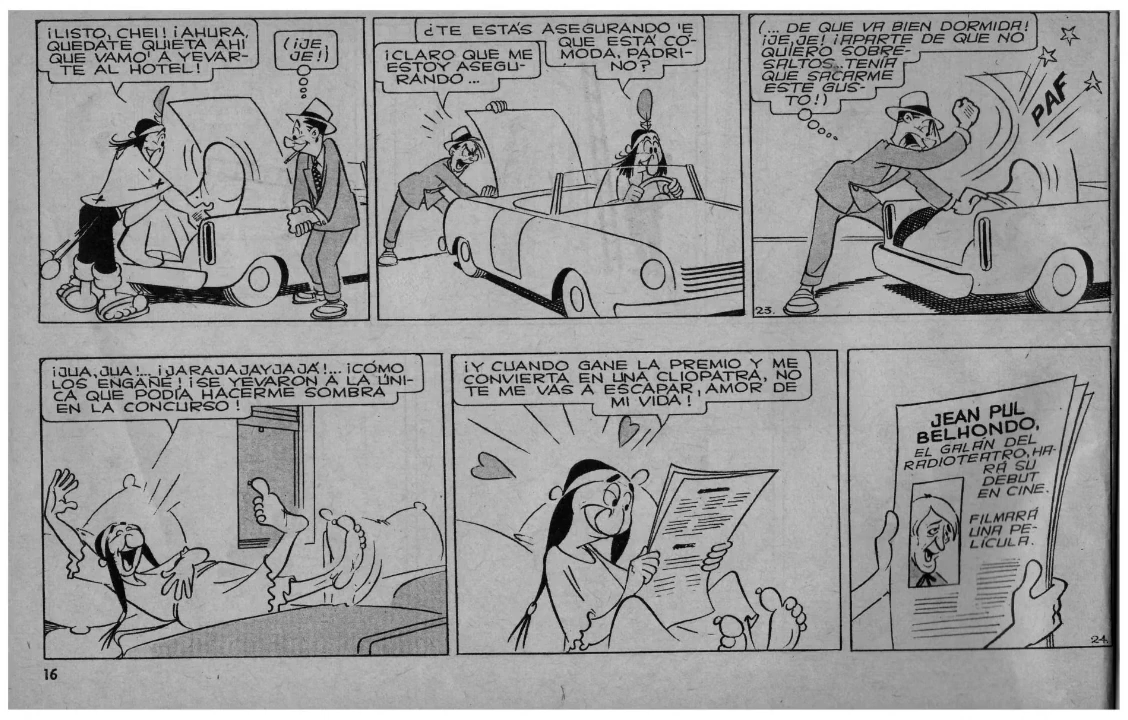 ¡LISTO, CHEI! ¡AHURA,
QUEDATE QUIETA AHI
QUE VAMO' A YEVAR-
TE AL HOTEL!
(¡JE,
JE!)
¿TE ESTÁS ASEGURANDO 'E
QUE ESTÁ CO-
MODA, PADRI-
NO?
¡CLARO QUE ME
ESTOY ASEGU-
RANDO...
(... DE QUE VA BIEN DORMIDA!
¡JE, JE! ¡APARTE DE QUE NO
QUIERO SOBRE-
SALTOS... TENÍA
QUE SACARME
ESTE GUS-
TO!)
PAF
23.
¡JUA, JUA!... ¡JARAJAJAYJAJÁ!... ¡CÓMO
LOS ENGAÑÉ! ¡SE YEVARON A LA ÚNI-
CA QUE PODÍA HACERME SOMBRA
EN LA CONCURSO!
¡Y CUANDO GANE LA PREMIO Y ME
CONVIERTA EN UNA CLIOPATRA, NO
TE ME VAS A ESCAPAR, AMOR DE
MI VIDA!
JEAN PUL
BELHONDO,
EL GALÁN DEL
RADIOTEATRO, HA-
RÁ SU
DEBUT
EN CINE.
FILMARÁ
UNA PE-
LÍCULA.
24.
16